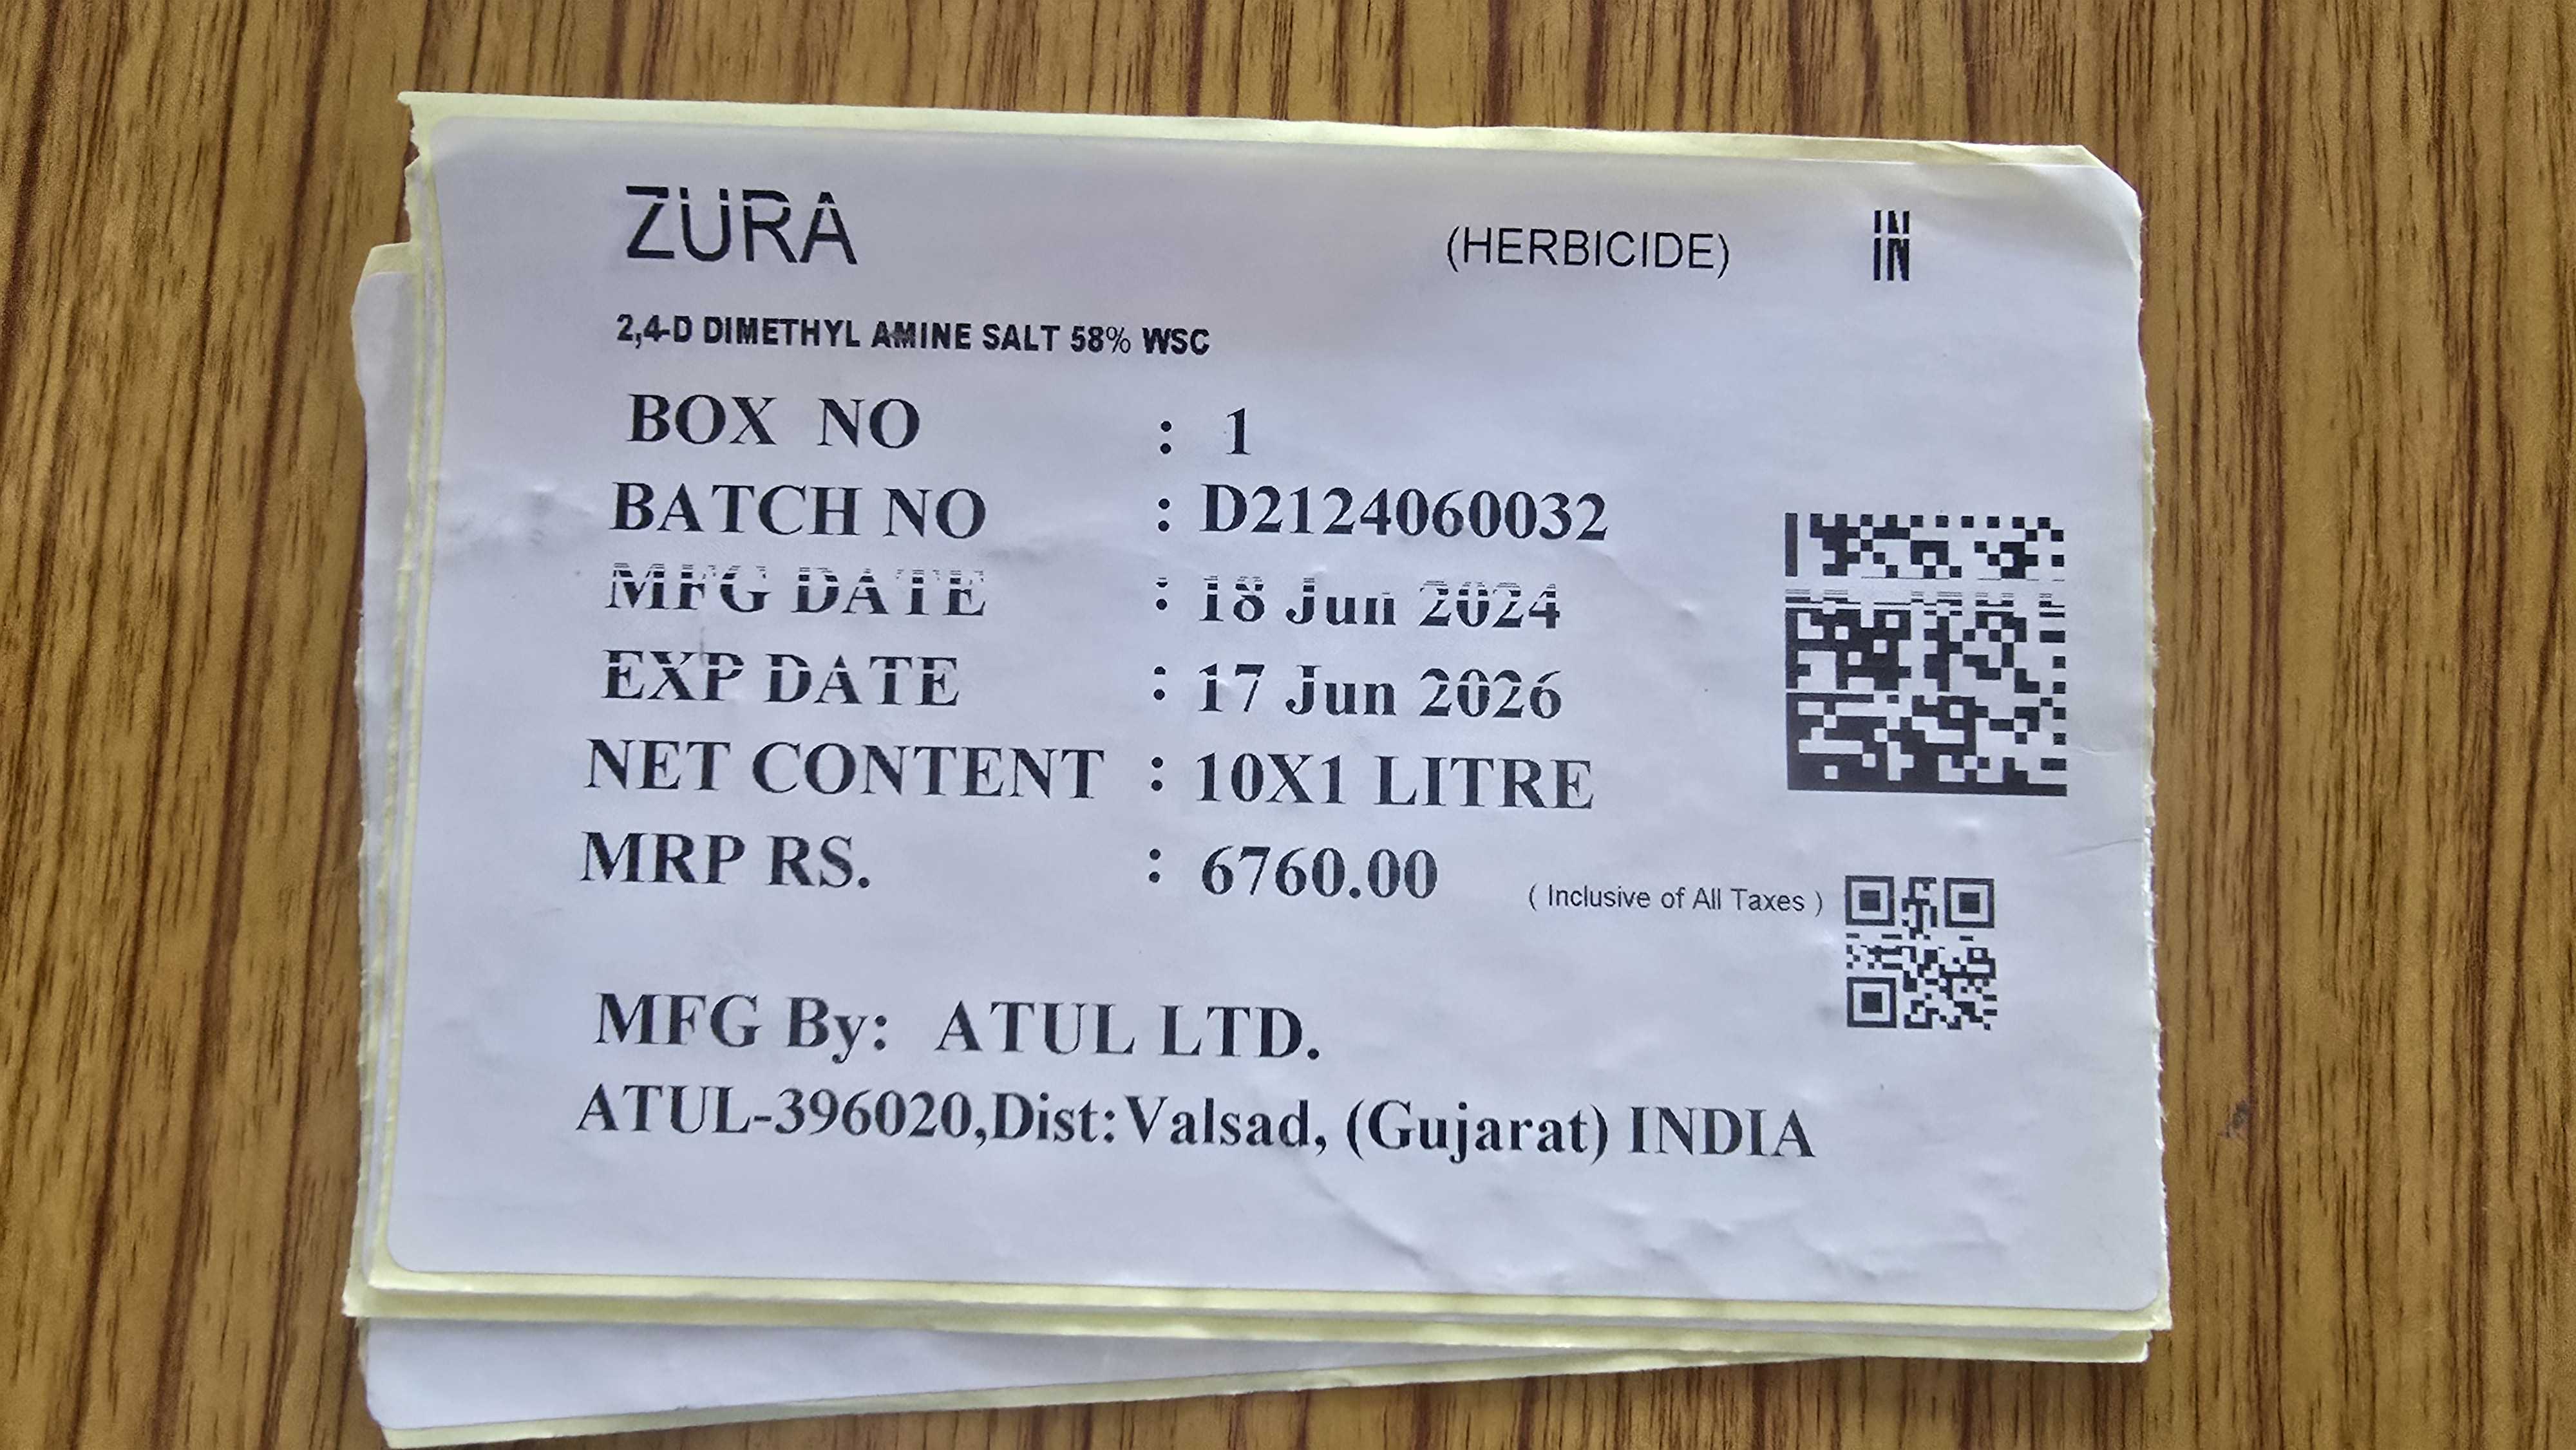 ZURA (HERBICIDE) IN
2,4-D DIMETHYL AMINE SALT 58% WSC
BOX NO : 1
BATCH NO : D2124060032
MFG DATE : 18 Jun 2024
EXP DATE : 17 Jun 2026
NET CONTENT : 10X1 LITRE
MRP RS. : 6760.00 ( Inclusive of All Taxes )
MFG By: ATUL LTD.
ATUL-396020,Dist:Valsad, (Gujarat) INDIA